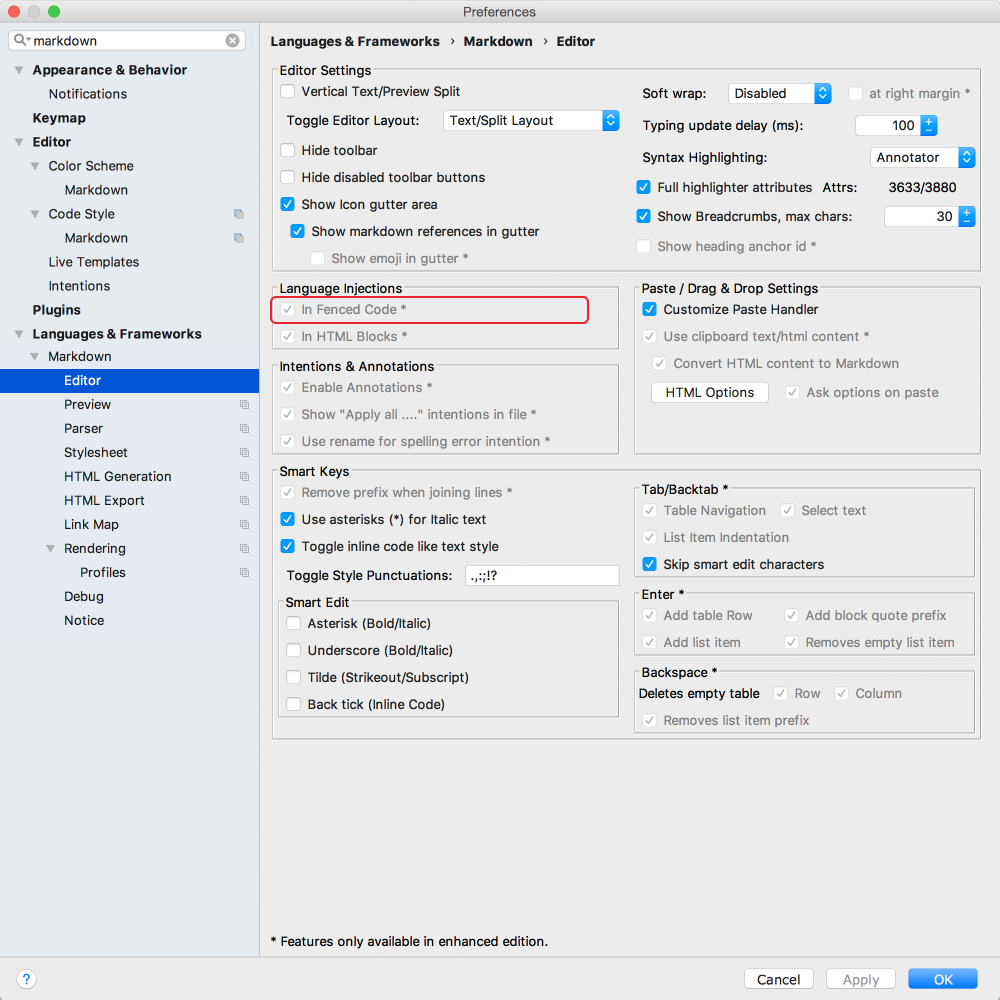 Preferences
markdown
Appearance & Behavior
Notifications
Keymap
Editor
Color Scheme
Markdown
Code Style
Markdown
Live Templates
Intentions
Plugins
Languages & Frameworks
Markdown
Editor
Preview
Parser
Stylesheet
HTML Generation
HTML Export
Link Map
Rendering
Profiles
Debug
Notice
Languages & Frameworks › Markdown › Editor
Editor Settings
Vertical Text/Preview Split
Toggle Editor Layout: Text/Split Layout
Hide toolbar
Hide disabled toolbar buttons
Show Icon gutter area
Show markdown references in gutter
Show emoji in gutter *
Soft wrap: Disabled at right margin *
Typing update delay (ms): 100
Syntax Highlighting: Annotator
Full highlighter attributes Attrs: 3633/3880
Show Breadcrumbs, max chars: 30
Show heading anchor id *
Language Injections
In Fenced Code *
In HTML Blocks *
Intentions & Annotations
Enable Annotations *
Show "Apply all ...." intentions in file *
Use rename for spelling error intention *
Paste / Drag & Drop Settings
Customize Paste Handler
Use clipboard text/html content *
Convert HTML content to Markdown
HTML Options Ask options on paste
Smart Keys
Remove prefix when joining lines *
Use asterisks (*) for Italic text
Toggle inline code like text style
Toggle Style Punctuations: .,:;!?
Smart Edit
Asterisk (Bold/Italic)
Underscore (Bold/Italic)
Tilde (Strikeout/Subscript)
Back tick (Inline Code)
Tab/Backtab *
Table Navigation Select text
List Item Indentation
Skip smart edit characters
Enter *
Add table Row Add block quote prefix
Add list item Removes empty list item
Backspace *
Deletes empty table Row Column
Removes list item prefix
* Features only available in enhanced edition.
? Cancel Apply OK